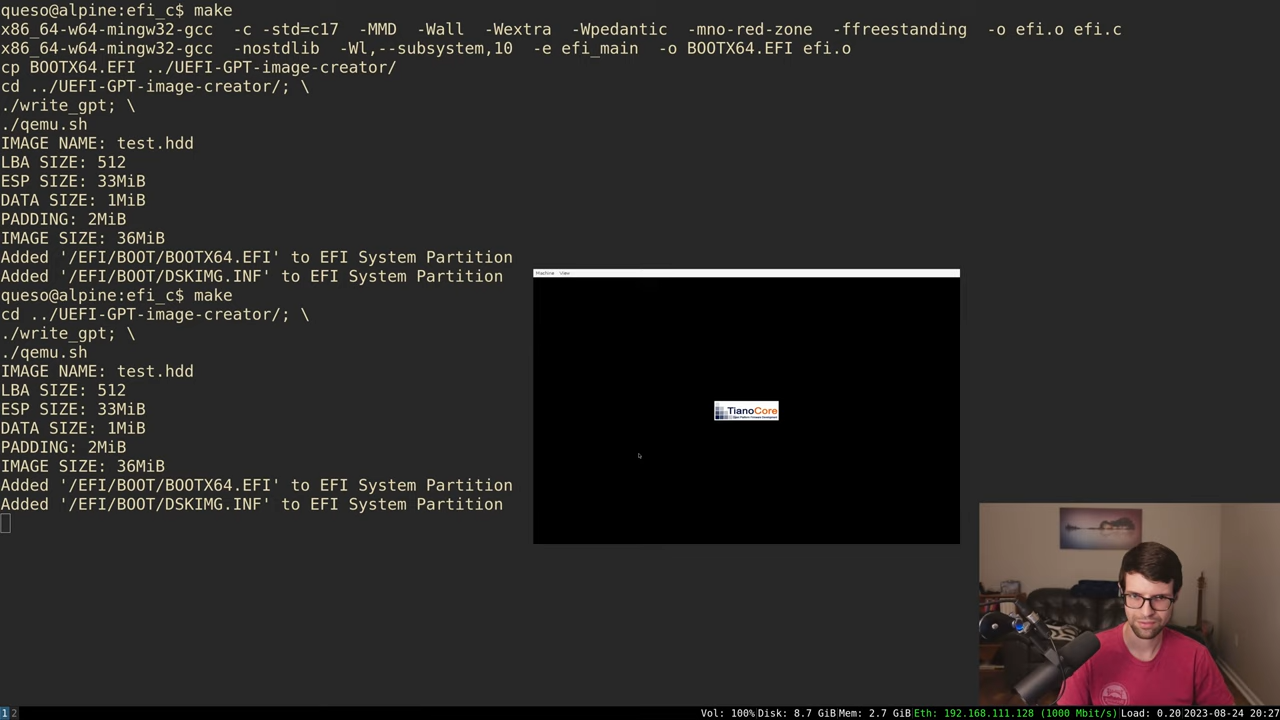 queso@alpine:efi_c$ make
x86_64-w64-mingw32-gcc -c -std=c17 -MMD -Wall -Wextra -Wpedantic -mno-red-zone -ffreestanding -o efi.o efi.c
x86_64-w64-mingw32-gcc -nostdlib -Wl,--subsystem,10 -e efi_main -o BOOTX64.EFI efi.o
cp BOOTX64.EFI ../UEFI-GPT-image-creator/
cd ../UEFI-GPT-image-creator/; \
./write_gpt; \
./qemu.sh
IMAGE NAME: test.hdd
LBA SIZE: 512
ESP SIZE: 33MiB
DATA SIZE: 1MiB
PADDING: 2MiB
IMAGE SIZE: 36MiB
Added '/EFI/BOOT/BOOTX64.EFI' to EFI System Partition
Added '/EFI/BOOT/DSKIMG.INF' to EFI System Partition
queso@alpine:efi_c$ make
cd ../UEFI-GPT-image-creator/; \
./write_gpt; \
./qemu.sh
IMAGE NAME: test.hdd
LBA SIZE: 512
ESP SIZE: 33MiB
DATA SIZE: 1MiB
PADDING: 2MiB
IMAGE SIZE: 36MiB
Added '/EFI/BOOT/BOOTX64.EFI' to EFI System Partition
Added '/EFI/BOOT/DSKIMG.INF' to EFI System Partition
Machine View
TianoCore
1 2
Vol: 100% Disk: 8.7 GiB Mem: 2.7 GiB Eth: 192.168.111.128 (1000 Mbit/s) Load: 0.20 2023-08-24 20:27